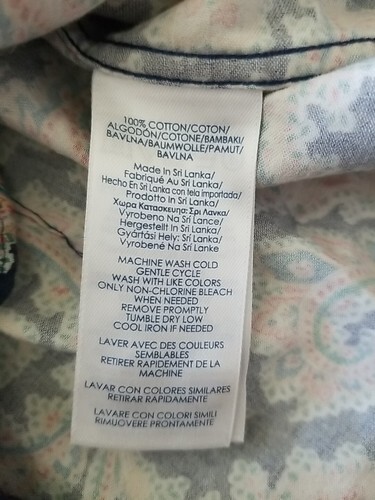 100% COTTON/COTON/
ALGODÓN/COTONE/BAMBAKI/
BAVLNA/BAUMWOLLE/PAMUT/
BAVLNA
Made In Sri Lanka/
Fabriqué Au Sri Lanka/
Hecho En Sri Lanka con tela importada/
Prodotto In Sri Lanka/
Χωρα Κατασκευης: Σρι Λανκα/
Vyrobeno Na Srí Lance/
Hergestellt In Sri Lanka/
Gyártási Hely: Srí Lanka/
Vyrobené Na Srí Lanke
MACHINE WASH COLD
GENTLE CYCLE
WASH WITH LIKE COLORS
ONLY NON-CHLORINE BLEACH
WHEN NEEDED
REMOVE PROMPTLY
TUMBLE DRY LOW
COOL IRON IF NEEDED
LAVER AVEC DES COULEURS
SEMBLABLES
RETIRER RAPIDEMENT DE LA
MACHINE
LAVAR CON COLORES SIMILARES
RETIRAR RAPIDAMENTE
LAVARE CON COLORI SIMILI
RIMUOVERE PRONTAMENTE